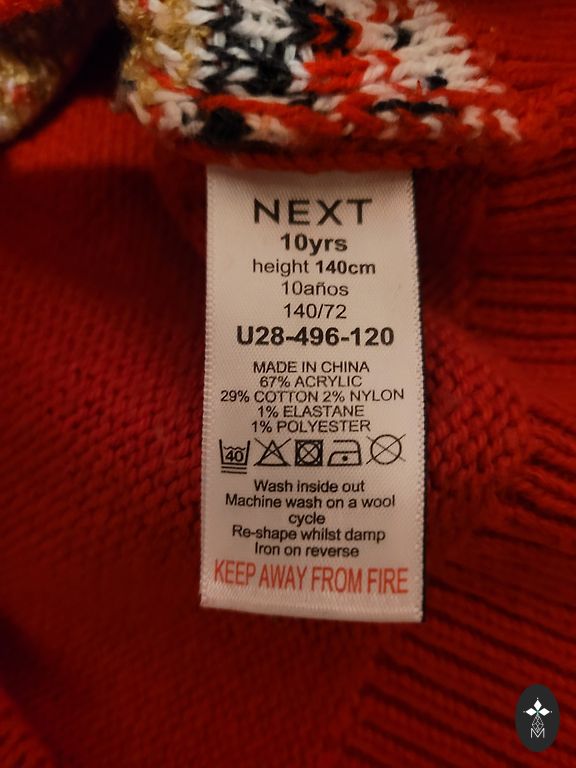 NEXT
10yrs
height 140cm
10años
140/72
U28-496-120
MADE IN CHINA
67% ACRYLIC
29% COTTON 2% NYLON
1% ELASTANE
1% POLYESTER
40
Wash inside out
Machine wash on a wool
cycle
Re-shape whilst damp
Iron on reverse
KEEP AWAY FROM FIRE
M